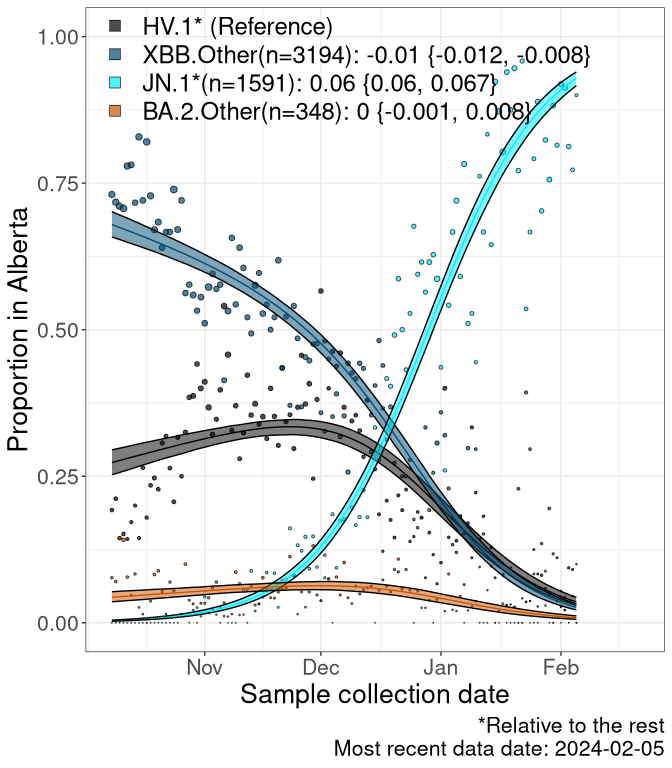 HV.1* (Reference)
XBB.Other(n=3194): -0.01 {-0.012, -0.008}
JN.1*(n=1591): 0.06 {0.06, 0.067}
BA.2.Other(n=348): 0 {-0.001, 0.008}
1.00
0.75
0.50
0.25
0.00
Proportion in Alberta
Nov Dec Jan Feb
Sample collection date
*Relative to the rest
Most recent data date: 2024-02-05